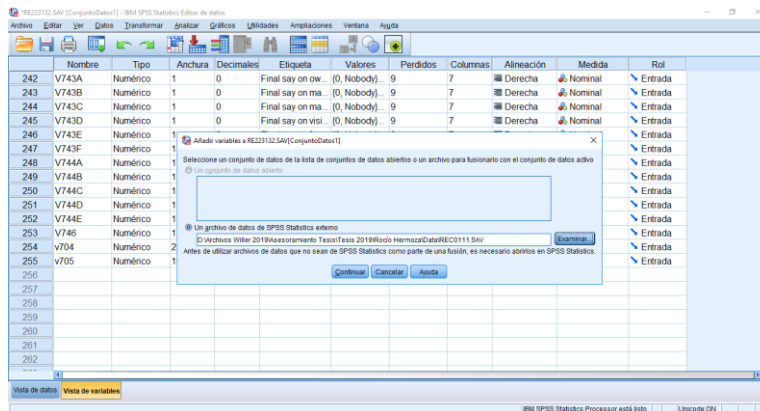 *RE223132.SAV [ConjuntoDatos1] - IBM SPSS Statistics Editor de datos
Archivo Editar Ver Datos Transformar Analizar Gráficos Utilidades Ampliaciones Ventana Ayuda
Nombre Tipo Anchura Decimales Etiqueta Valores Perdidos Columnas Alineación Medida Rol
242 V743A Numérico 1 0 Final say on ow... {0, Nobody}... 9 7 Derecha Nominal Entrada
243 V743B Numérico 1 0 Final say on ma... {0, Nobody}... 9 7 Derecha Nominal Entrada
244 V743C Numérico 1 0 Final say on ma... {0, Nobody}... 9 7 Derecha Nominal Entrada
245 V743D Numérico 1 0 Final say on visi... {0, Nobody}... 9 7 Derecha Nominal Entrada
246 V743E Numérico 1 Entrada
247 V743F Numérico 1 Entrada
248 V744A Numérico 1 Entrada
249 V744B Numérico 1 Entrada
250 V744C Numérico 1 Entrada
251 V744D Numérico 1 Entrada
252 V744E Numérico 1 Entrada
253 V746 Numérico 1 Entrada
254 v704 Numérico 2 Entrada
255 v705 Numérico 1 Entrada
256
257
258
259
260
261
262
Añadir variables a RE223132.SAV[ConjuntoDatos1]
Seleccione un conjunto de datos de la lista de conjuntos de datos abiertos o un archivo para fusionarlo con el conjunto de datos activo
Un conjunto de datos abierto
Un archivo de datos de SPSS Statistics externo
D:\Archivos Willer 2019\Asesoramiento Tesis\Tesis 2019\Rocío Hermoza\Data\REC0111.SAV
Examinar...
Antes de utilizar archivos de datos que no sean de SPSS Statistics como parte de una fusión, es necesario abrirlos en SPSS Statistics.
Continuar Cancelar Ayuda
Vista de datos Vista de variables
IBM SPSS Statistics Processor está listo Unicode:ON